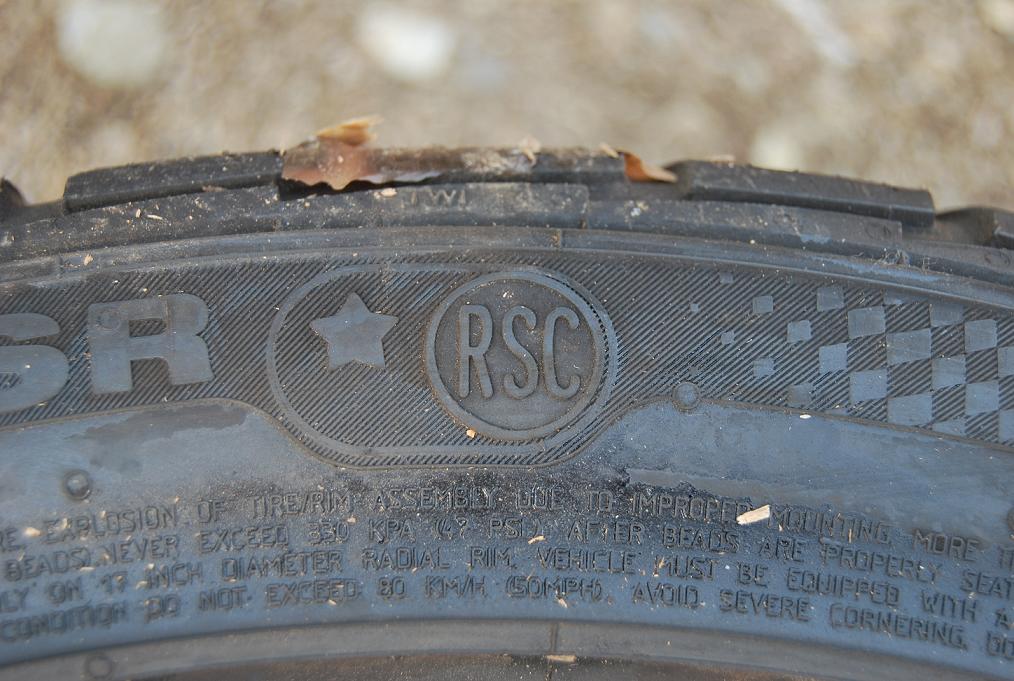 TWI
SR
RSC
EXPLOSION OF TIRE/RIM ASSEMBLY DUE TO IMPROPER MOUNTING. MORE
BEADS). NEVER EXCEED 330 KPA (47 PSI) AFTER BEADS ARE PROPERLY SEAT
ON 17 INCH DIAMETER RADIAL RIM. VEHICLE MUST BE EQUIPPED WITH A
CONDITION DO NOT EXCEED 80 KM/H (50MPH). AVOID SEVERE CORNERING. DO